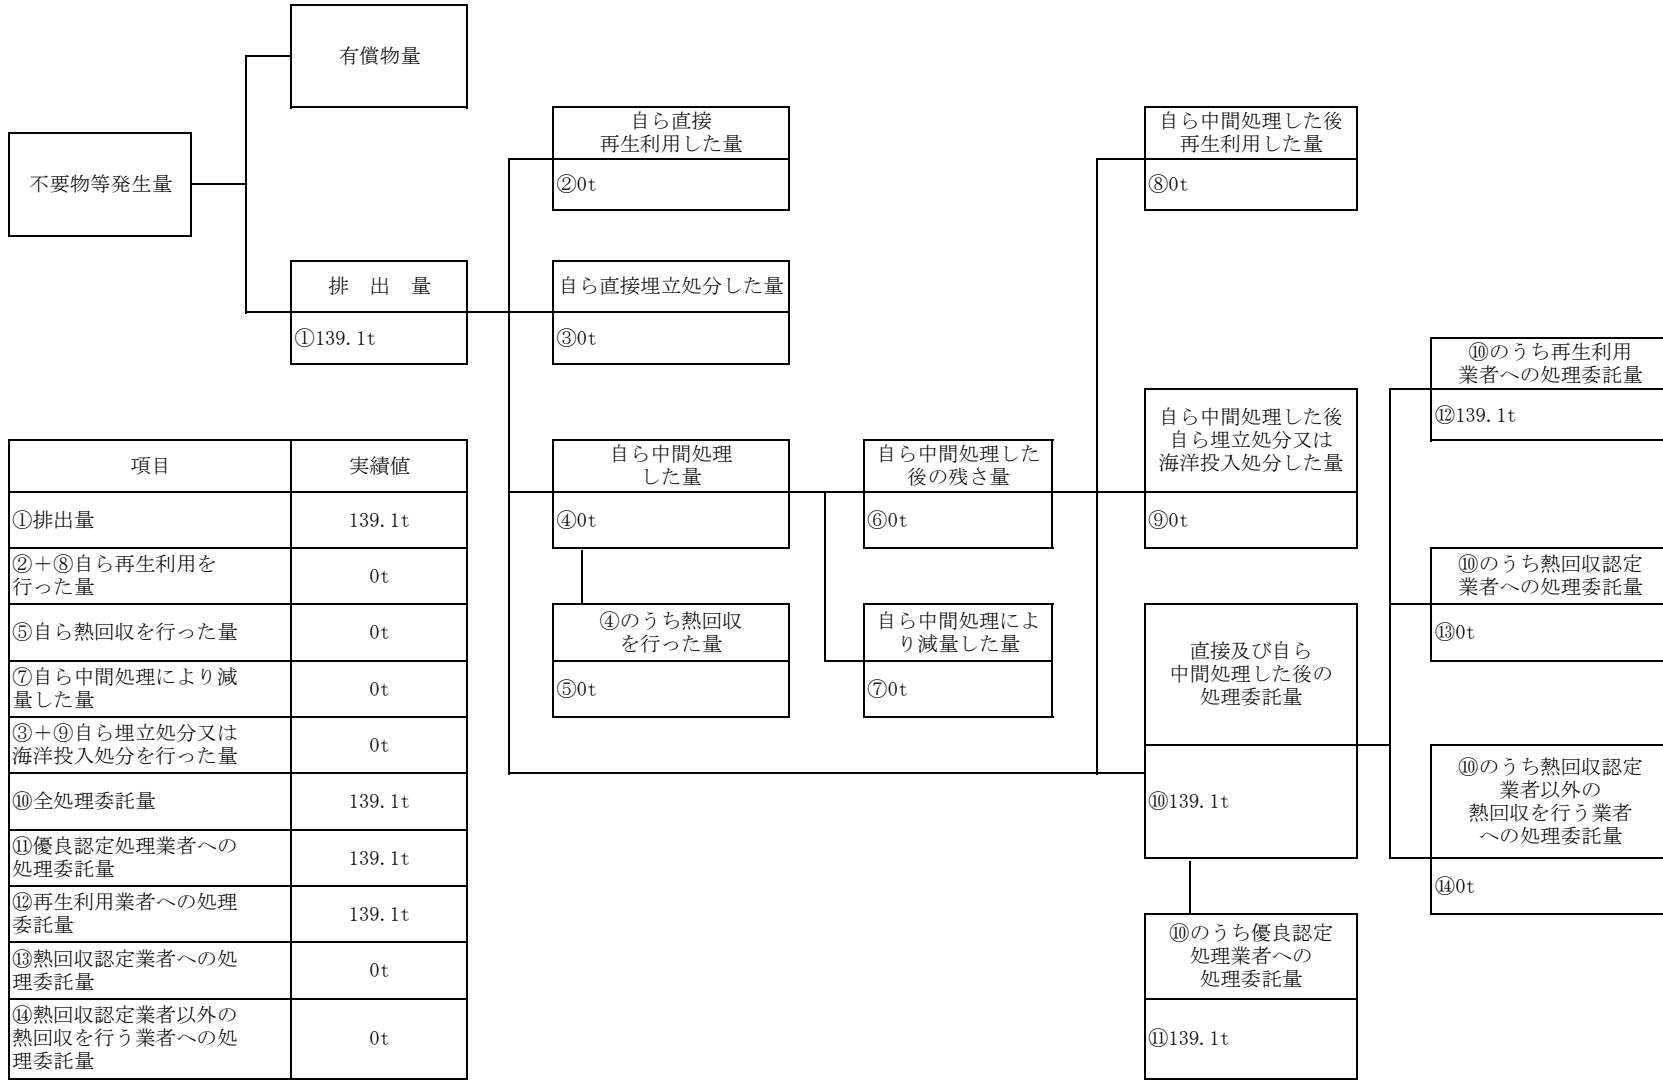 有償物量
不要物等発生量
排　出　量
①139.1t
自ら直接
再生利用した量
②0t
自ら直接埋立処分した量
③0t
自ら中間処理
した量
④0t
④のうち熱回収
を行った量
⑤0t
自ら中間処理した
後の残さ量
⑥0t
自ら中間処理によ
り減量した量
⑦0t
自ら中間処理した後
再生利用した量
⑧0t
自ら中間処理した後
自ら埋立処分又は
海洋投入処分した量
⑨0t
直接及び自ら
中間処理した後の
処理委託量
⑩139.1t
⑩のうち優良認定
処理業者への
処理委託量
⑪139.1t
⑩のうち再生利用
業者への処理委託量
⑫139.1t
⑩のうち熱回収認定
業者への処理委託量
⑬0t
⑩のうち熱回収認定
業者以外の
熱回収を行う業者
への処理委託量
⑭0t
項目 実績値
①排出量 139.1t
②＋⑧自ら再生利用を
行った量 0t
⑤自ら熱回収を行った量 0t
⑦自ら中間処理により減
量した量 0t
③＋⑨自ら埋立処分又は
海洋投入処分を行った量 0t
⑩全処理委託量 139.1t
⑪優良認定処理業者への
処理委託量 139.1t
⑫再生利用業者への処理
委託量 139.1t
⑬熱回収認定業者への処
理委託量 0t
⑭熱回収認定業者以外の
熱回収を行う業者への処 0t
理委託量